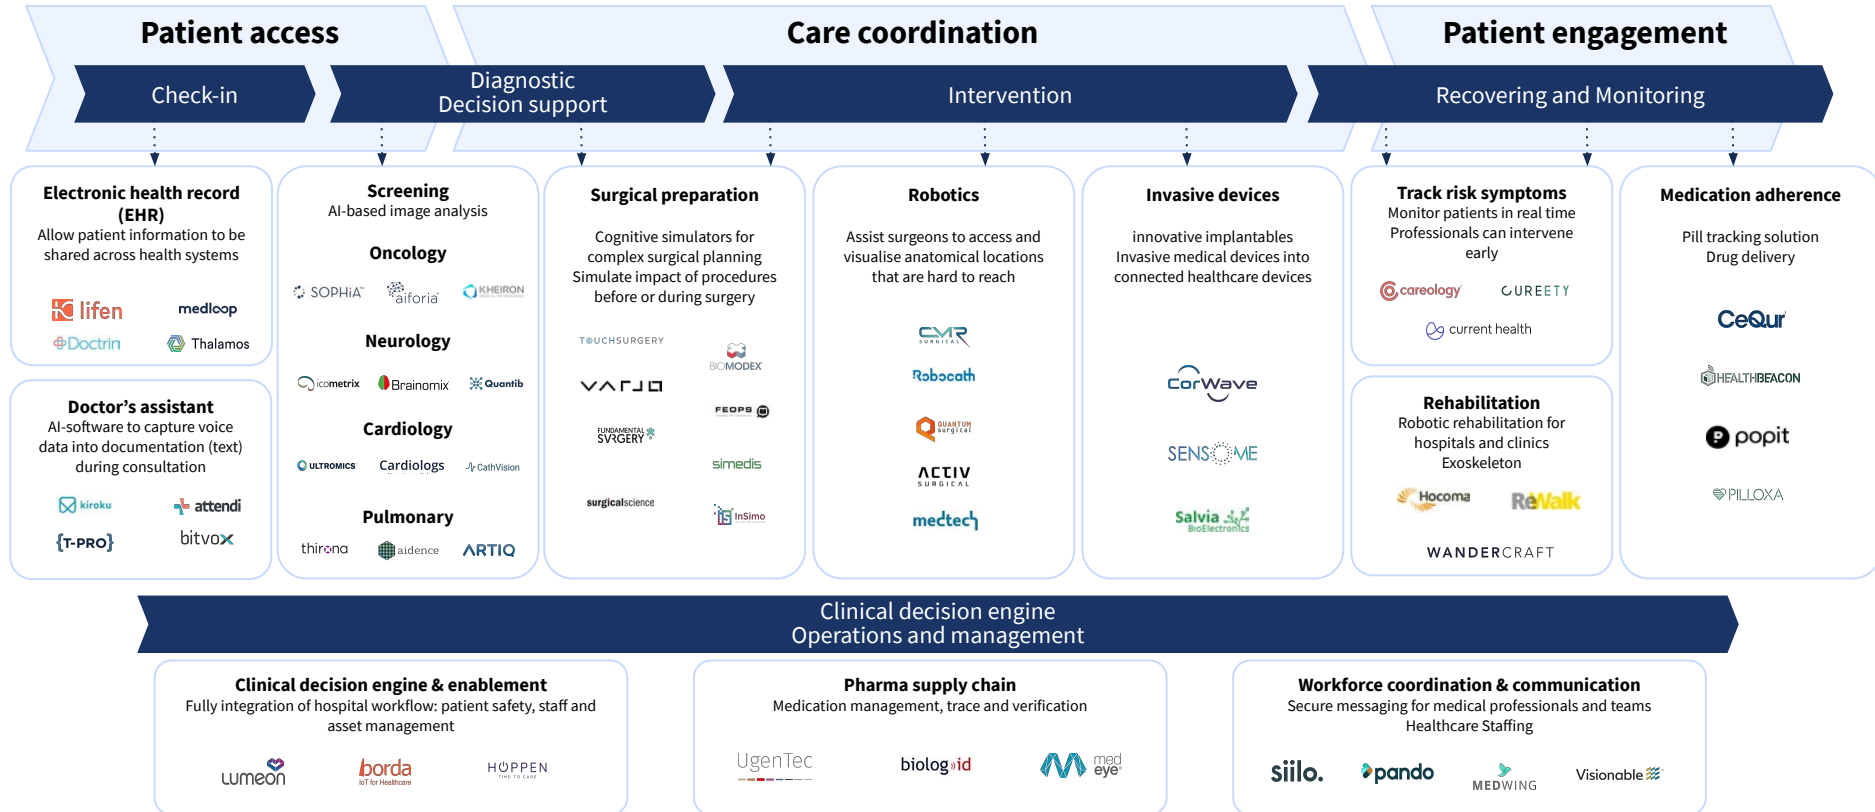 Patient access
Care coordination
Patient engagement
Check-in
Diagnostic
Decision support
Intervention
Recovering and Monitoring
Electronic health record
(EHR)
Allow patient information to be
shared across health systems
lifen
medloop
Doctrin
Thalamos
Doctor's assistant
AI-software to capture voice
data into documentation (text)
during consultation
kiroku
attendi
{T-PRO}
bitvox
Screening
AI-based image analysis
Oncology
SOPHiA
aiforia
KHEIRON
Neurology
icometrix
Brainomix
Quantib
Cardiology
ULTROMICS
Cardiologs
CathVision
Pulmonary
thirona
aidence
ARTIQ
Surgical preparation
Cognitive simulators for
complex surgical planning
Simulate impact of procedures
before or during surgery
TOUCHSURGERY
BIOMODEX
VARJO
FEOPS
FUNDAMENTAL
SVRGERY
simedis
surgicalscience
InSimo
Robotics
Assist surgeons to access and
visualise anatomical locations
that are hard to reach
CMR
SURGICAL
Robocath
QUANTUM
surgical
ACTIV
SURGICAL
medtech
Invasive devices
innovative implantables
Invasive medical devices into
connected healthcare devices
CorWave
SENSOME
Salvia
BioElectronics
Track risk symptoms
Monitor patients in real time
Professionals can intervene
early
careology
CUREETY
current health
Rehabilitation
Robotic rehabilitation for
hospitals and clinics
Exoskeleton
Hocoma
ReWalk
WANDERCRAFT
Medication adherence
Pill tracking solution
Drug delivery
CeQur
HEALTHBEACON
popit
PILLOXA
Clinical decision engine
Operations and management
Clinical decision engine & enablement
Fully integration of hospital workflow: patient safety, staff and
asset management
LUMEON
borda
IoT for Healthcare
HOPPEN
TIME TO CARE
Pharma supply chain
Medication management, trace and verification
UgenTec
biolog id
med
eye
Workforce coordination & communication
Secure messaging for medical professionals and teams
Healthcare Staffing
siilo.
pando
MEDWING
Visionable